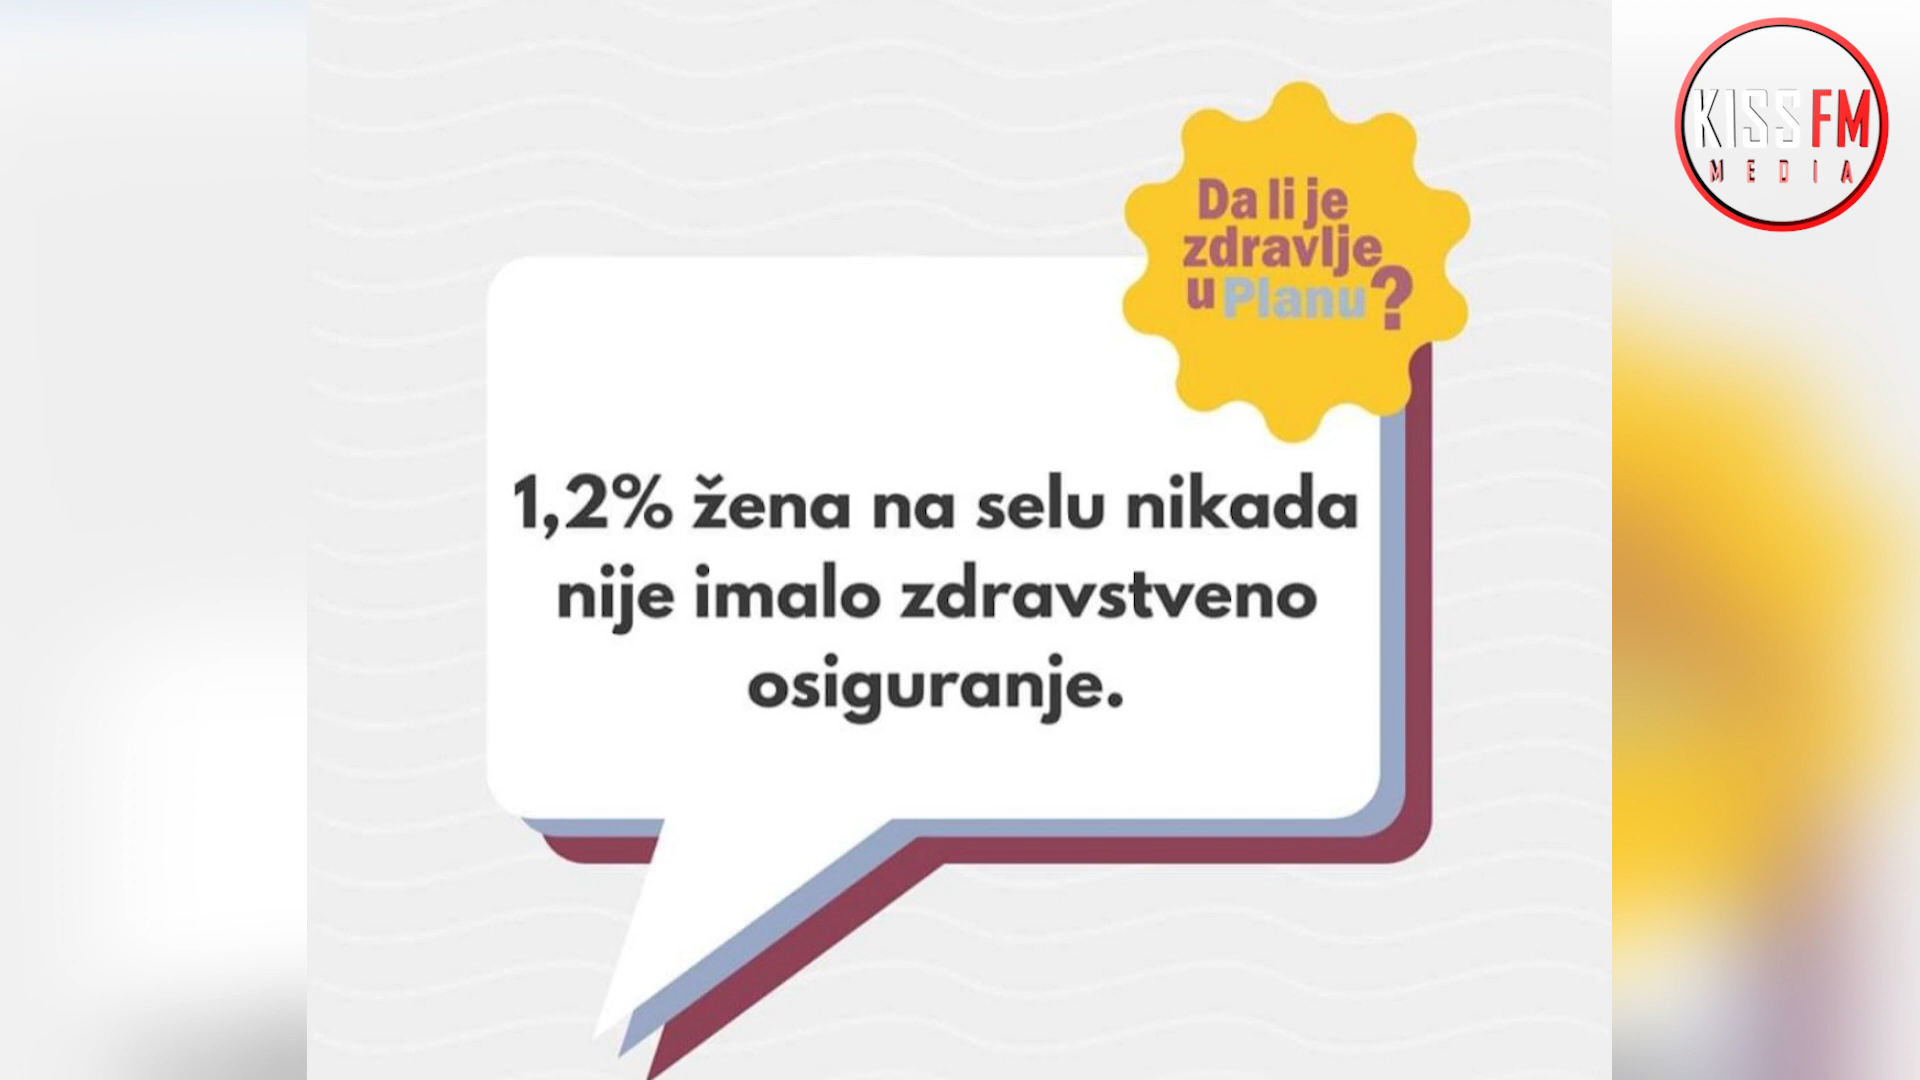 KISS FM
MEDIA
Da li je
zdravlje
u Planu?
1,2% žena na selu nikada
nije imalo zdravstveno
osiguranje.